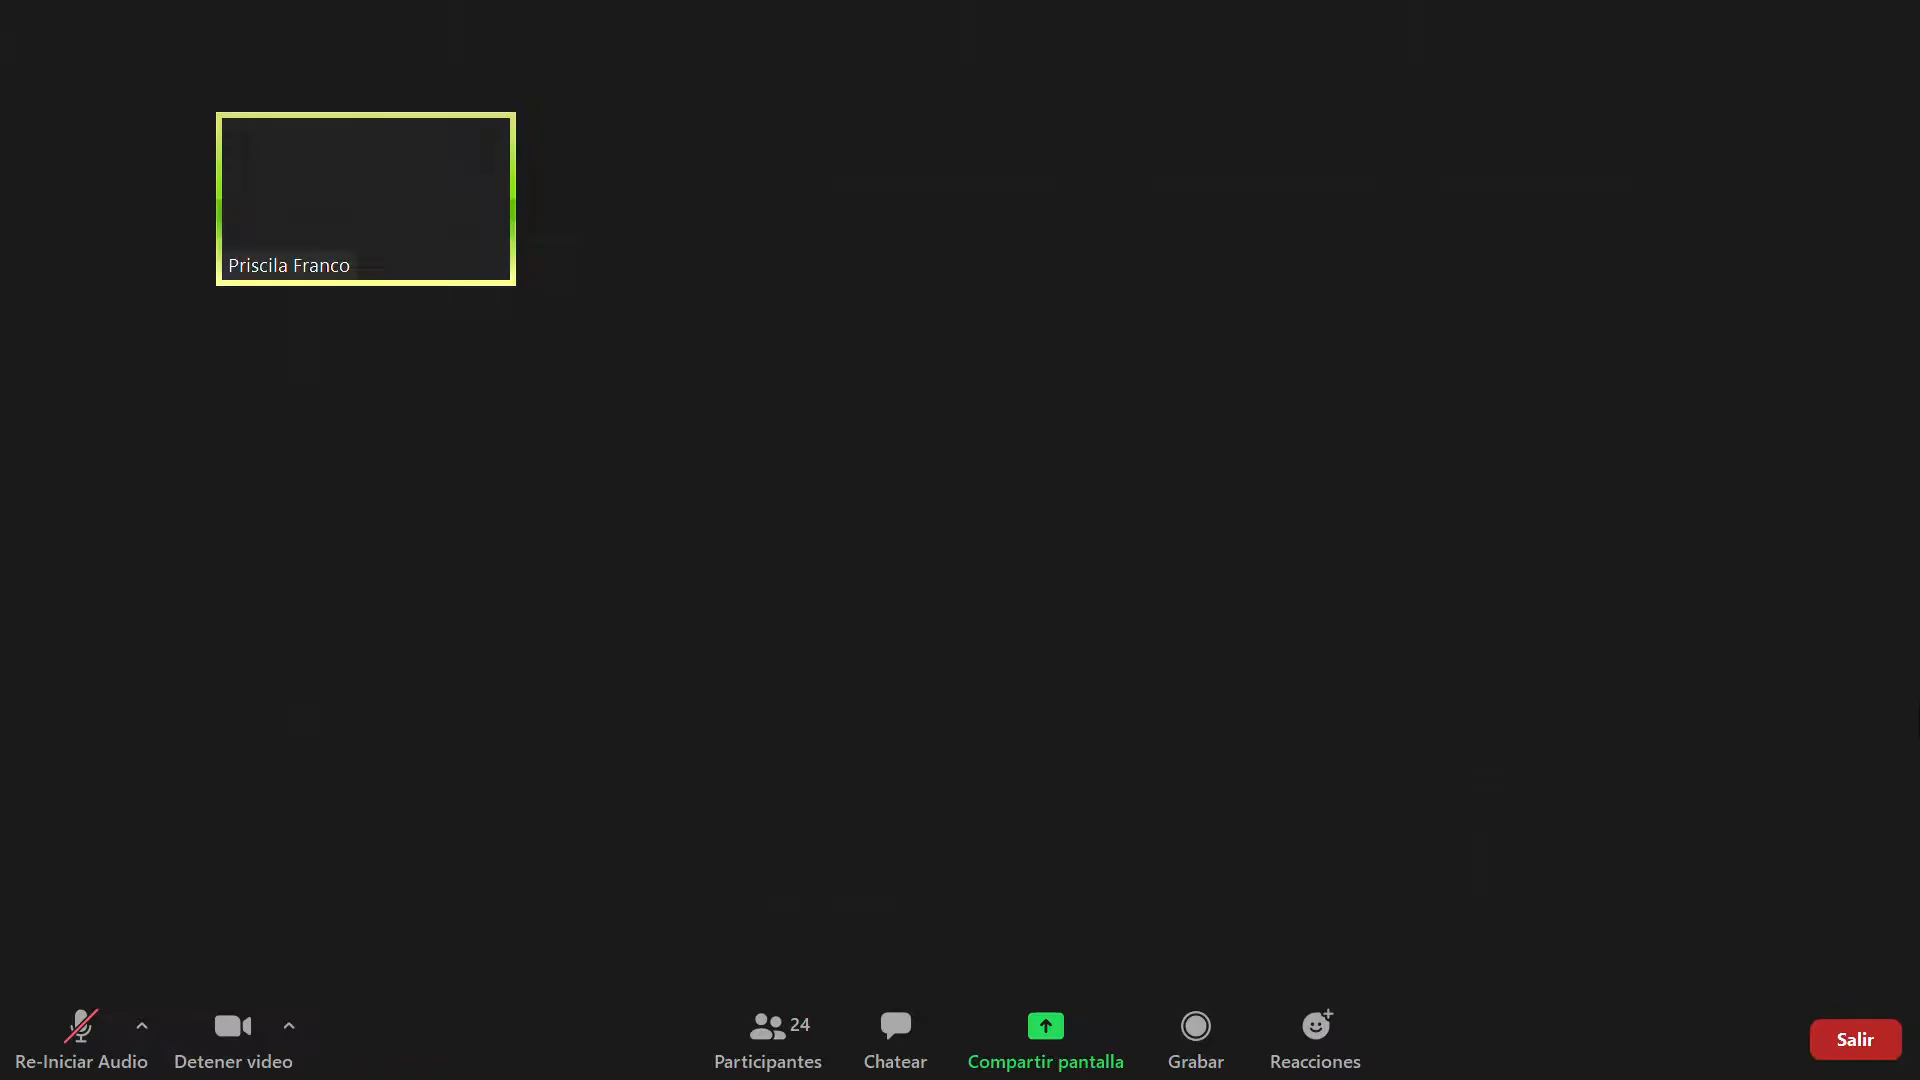 Priscila Franco
24
Re-Iniciar Audio
Detener video
Participantes
Chatear
Compartir pantalla
Grabar
Reacciones
Salir